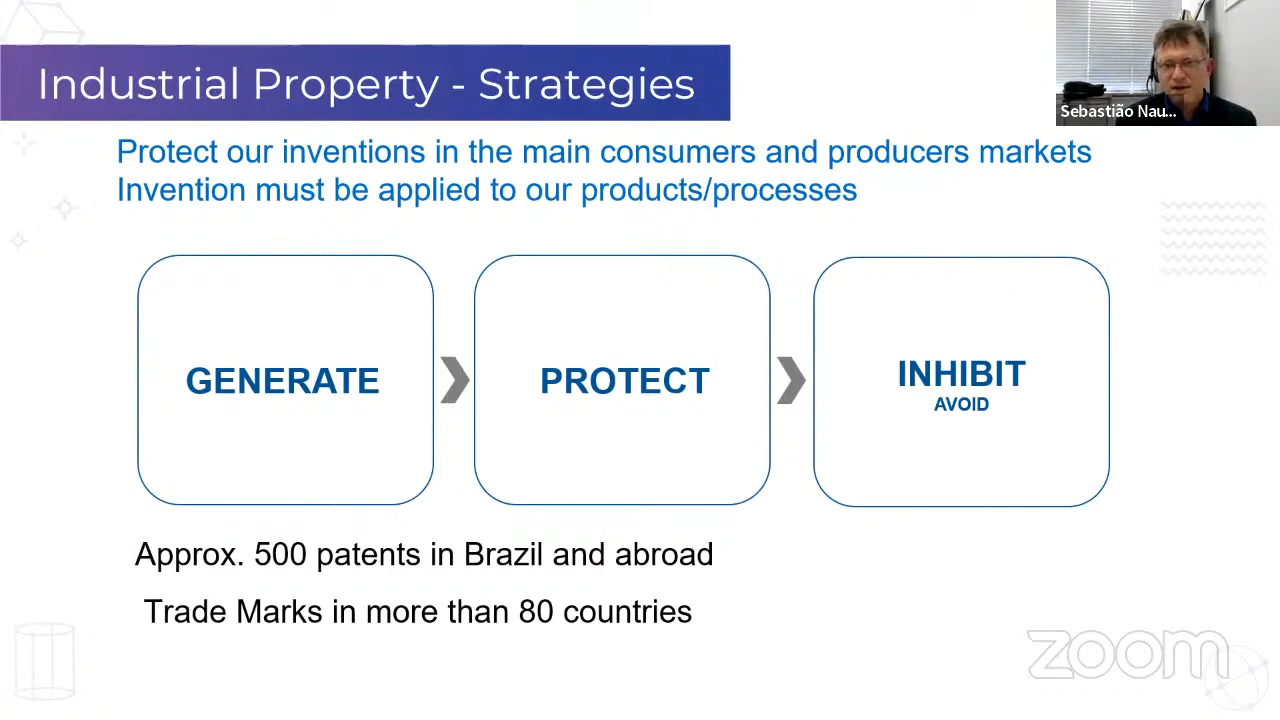 Industrial Property - Strategies
Sebastião Nau...
Protect our inventions in the main consumers and producers markets
Invention must be applied to our products/processes
GENERATE
PROTECT
INHIBIT
AVOID
Approx. 500 patents in Brazil and abroad
Trade Marks in more than 80 countries
zoom